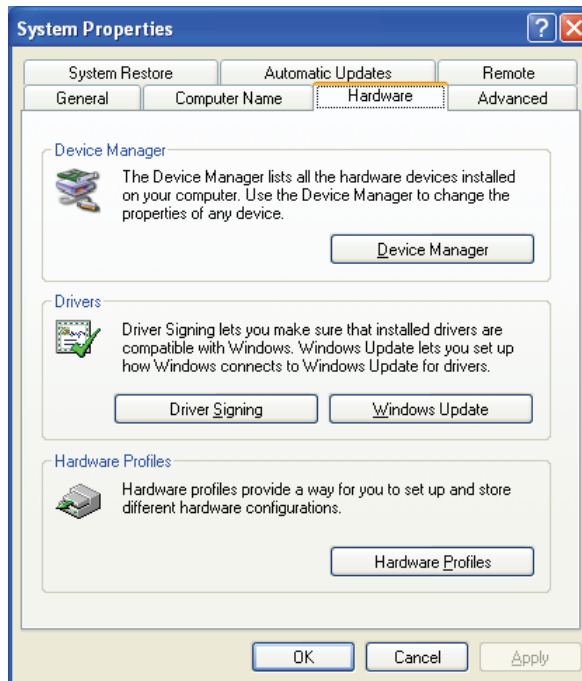 System Properties
System Restore Automatic Updates Remote
General Computer Name Hardware Advanced
Device Manager
The Device Manager lists all the hardware devices installed
on your computer. Use the Device Manager to change the
properties of any device.
Device Manager
Drivers
Driver Signing lets you make sure that installed drivers are
compatible with Windows. Windows Update lets you set up
how Windows connects to Windows Update for drivers.
Driver Signing Windows Update
Hardware Profiles
Hardware profiles provide a way for you to set up and store
different hardware configurations.
Hardware Profiles
OK Cancel Apply